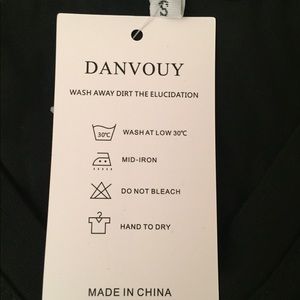 S
DANVOUY
WASH AWAY DIRT THE ELUCIDATION
30℃ WASH AT LOW 30℃
MID-IRON
DO NOT BLEACH
HAND TO DRY
MADE IN CHINA